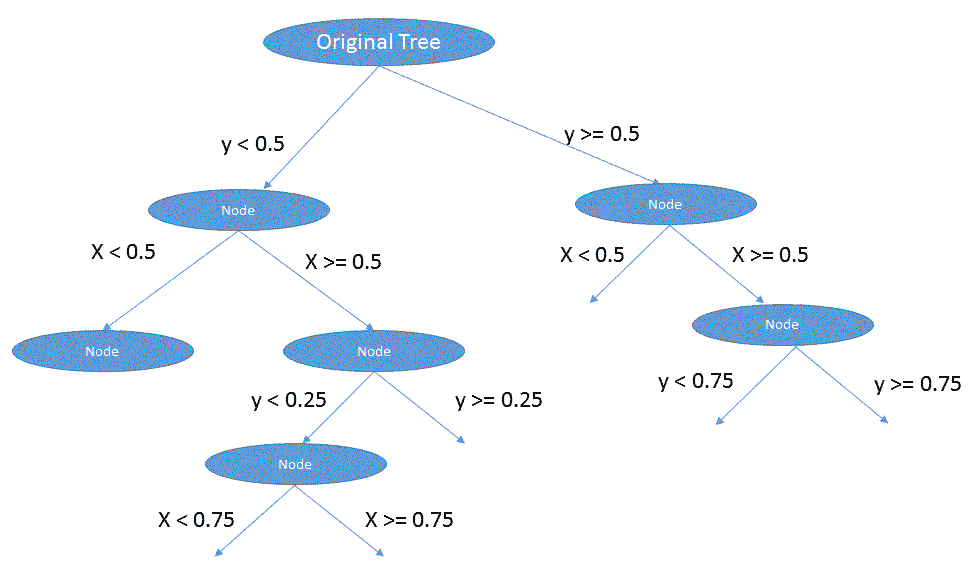 Original Tree
y < 0.5
y >= 0.5
Node
Node
X < 0.5
X >= 0.5
X < 0.5
X >= 0.5
Node
Node
Node
y < 0.25
y >= 0.25
y < 0.75
y >= 0.75
Node
X < 0.75
X >= 0.75